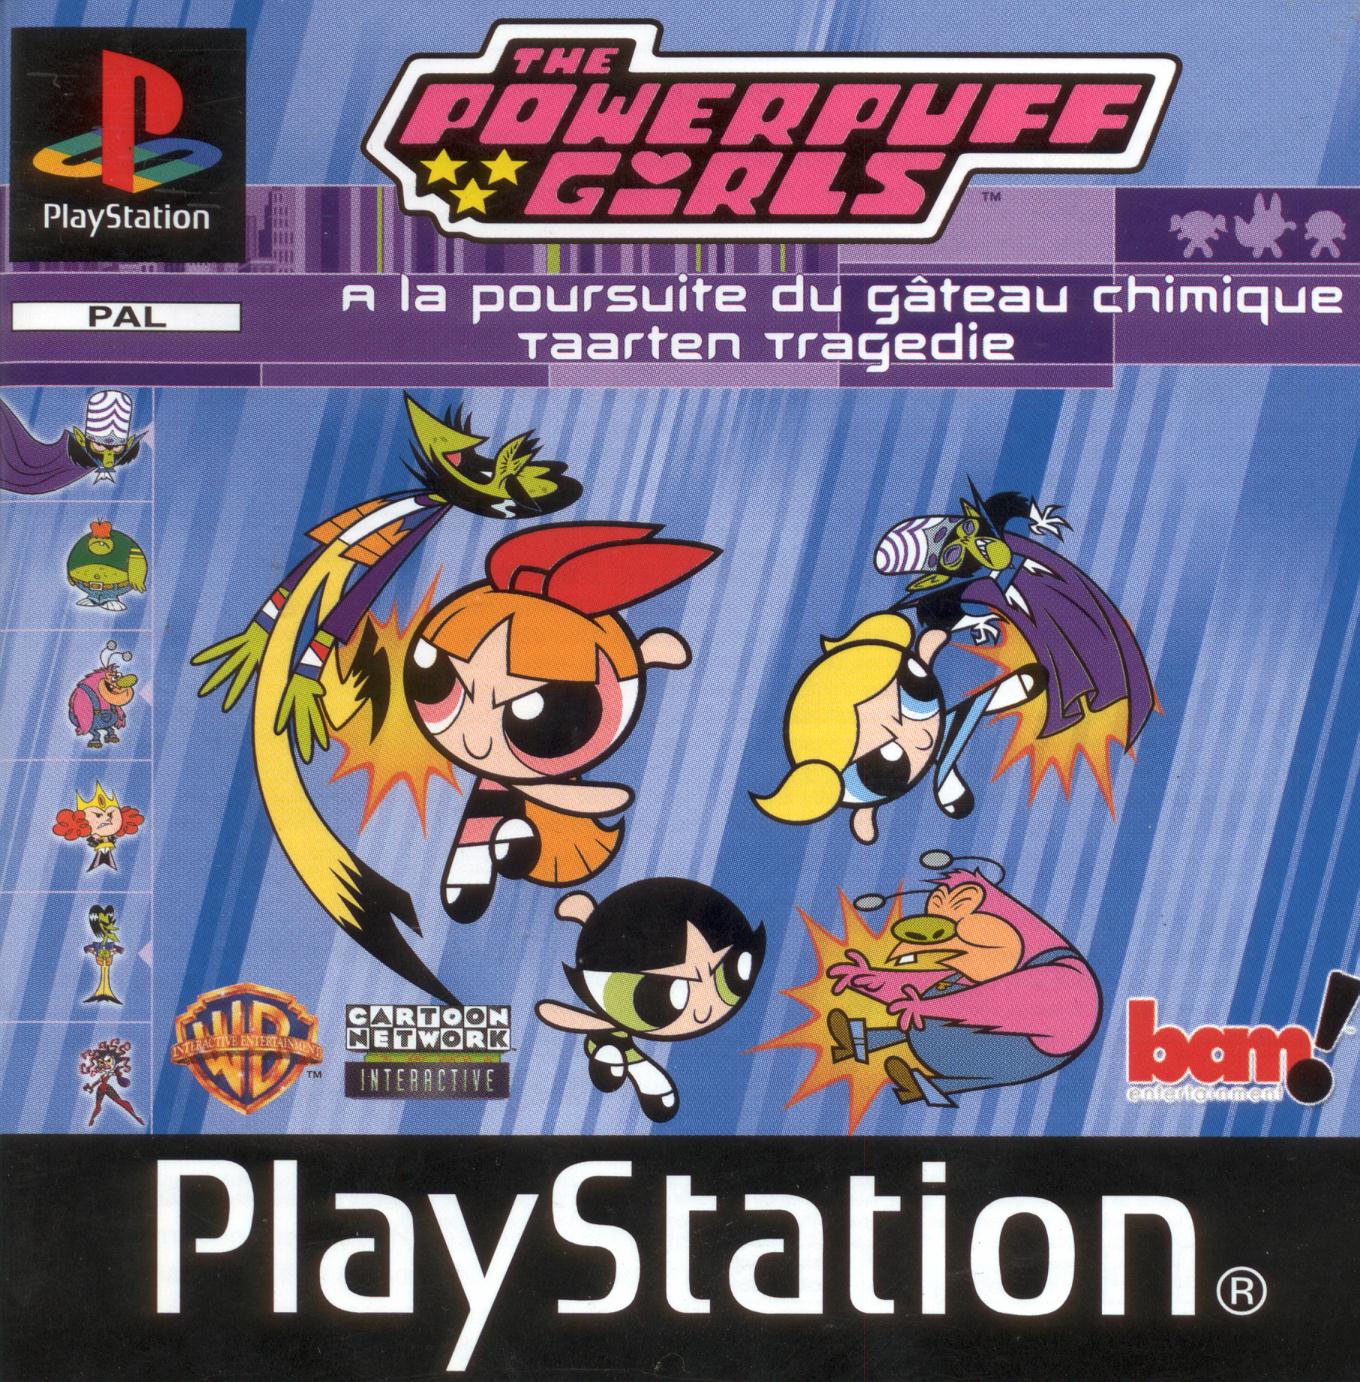 PlayStation
THE
POWERPUFF
GiRLS
TM
PAL
A la poursuite du gâteau chimique
Taarten Tragedie
WB
INTERACTIVE ENTERTAINMENT
TM
CARTOON
NETWORK
INTERACTIVE
bam!
entertainment
PlayStation®